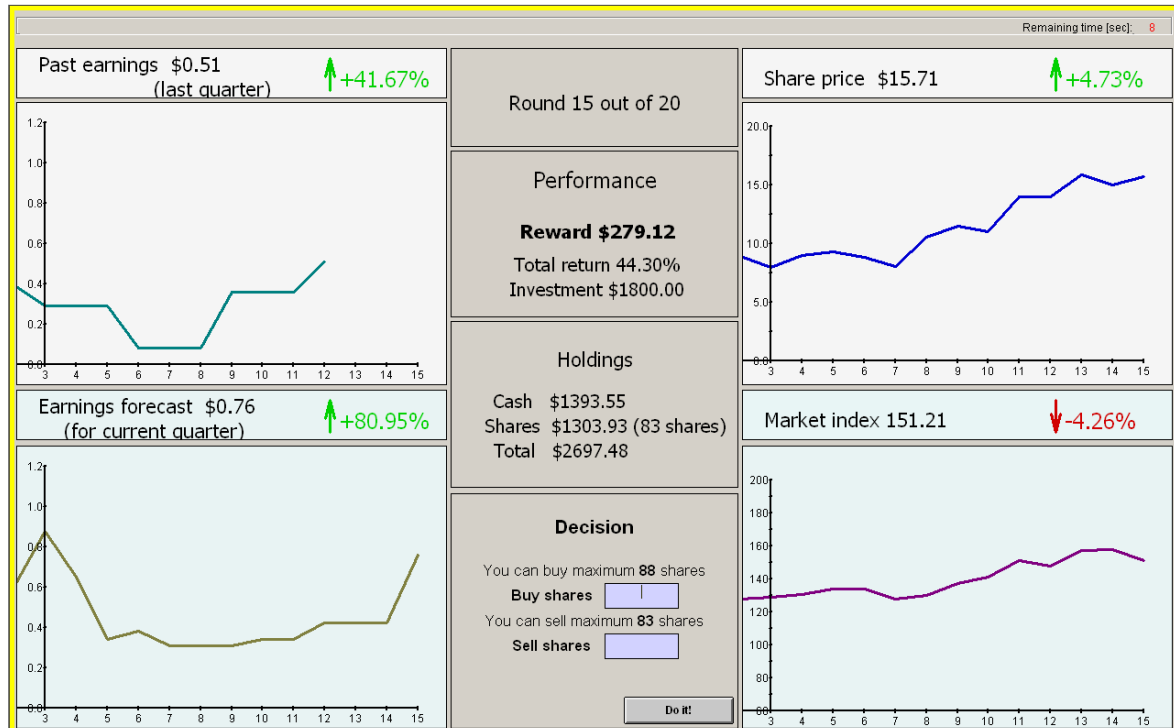 Remaining time [sec]: 8
Past earnings $0.51
(last quarter)
+41.67%
1.2
1.0
0.8
0.6
0.4
0.2
0.0
3 4 5 6 7 8 9 10 11 12 13 14 15
Earnings forecast $0.76
(for current quarter)
+80.95%
1.2
1.0
0.8
0.6
0.4
0.2
0.0
3 4 5 6 7 8 9 10 11 12 13 14 15
Round 15 out of 20
Performance
Reward $279.12
Total return 44.30%
Investment $1800.00
Holdings
Cash $1393.55
Shares $1303.93 (83 shares)
Total $2697.48
Decision
You can buy maximum 88 shares
Buy shares
You can sell maximum 83 shares
Sell shares
Do it!
Share price $15.71
+4.73%
20.0
15.0
10.0
5.0
0.0
3 4 5 6 7 8 9 10 11 12 13 14 15
Market index 151.21
-4.26%
200
180
160
140
120
100
80
60
3 4 5 6 7 8 9 10 11 12 13 14 15